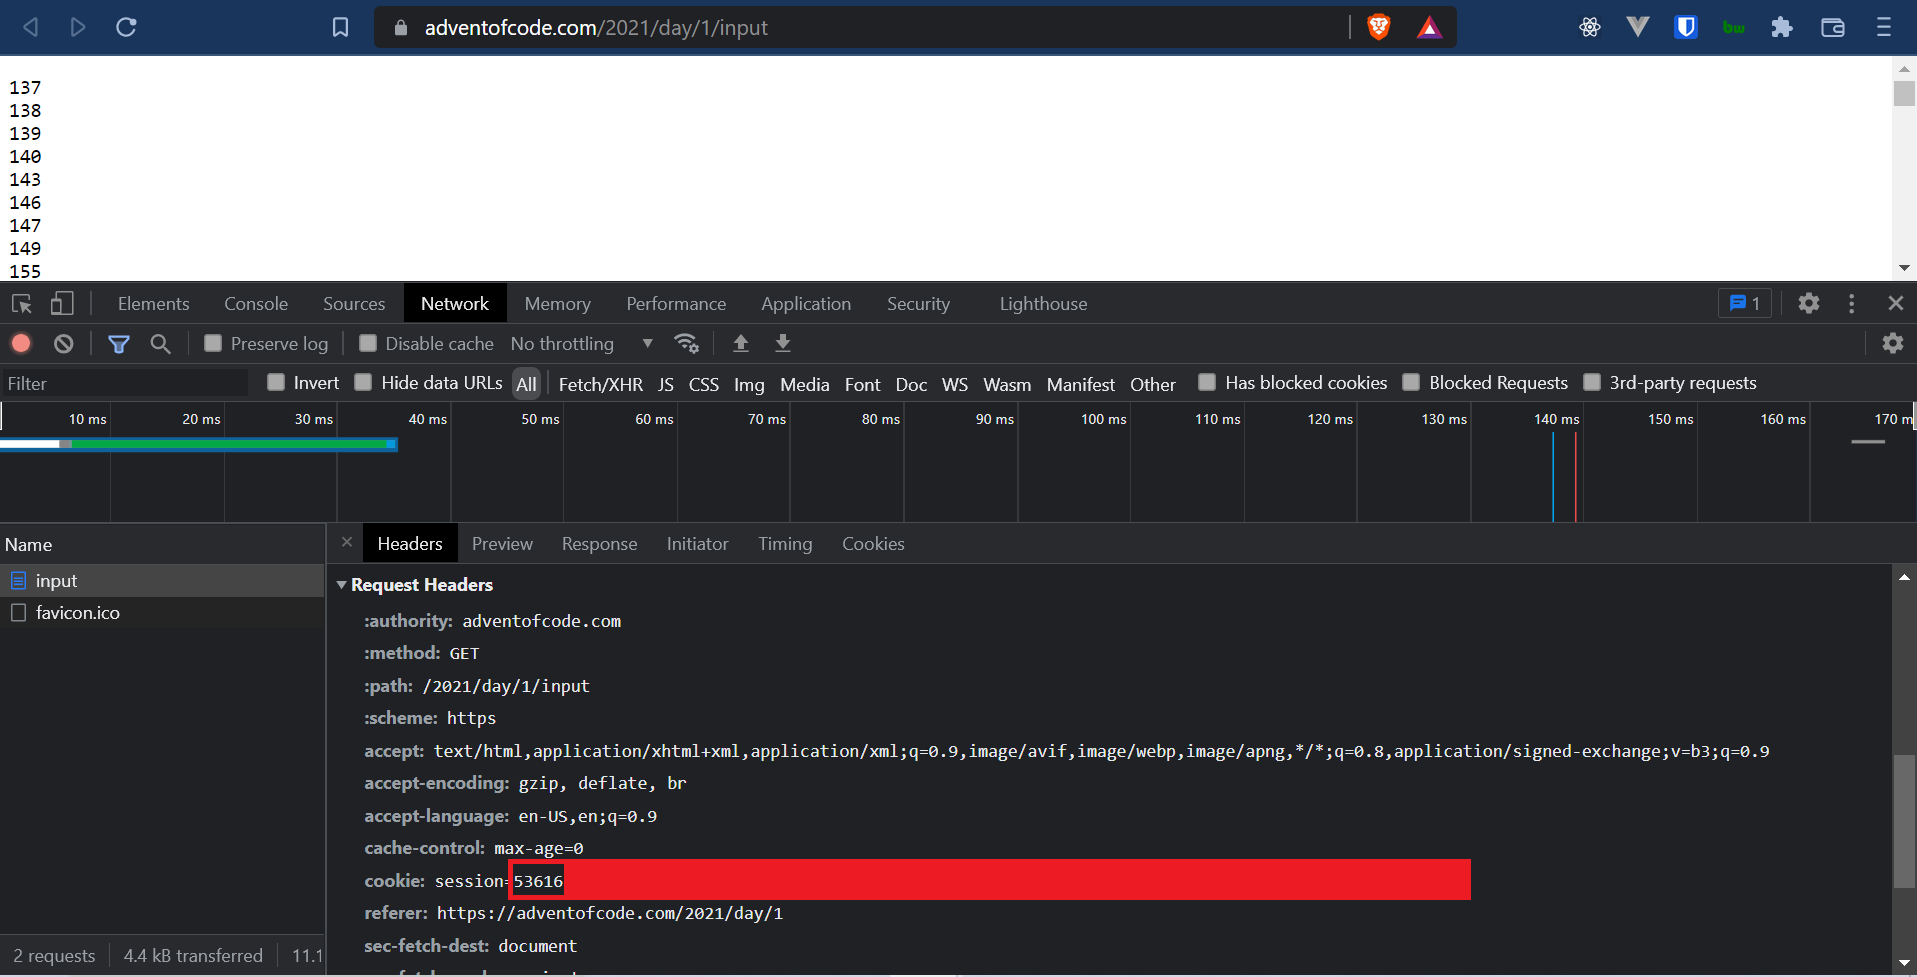 adventofcode.com/2021/day/1/input
bw
137
138
139
140
143
146
147
149
155
Elements Console Sources Network Memory Performance Application Security Lighthouse 1
Preserve log Disable cache No throttling
Filter Invert Hide data URLs All Fetch/XHR JS CSS Img Media Font Doc WS Wasm Manifest Other Has blocked cookies Blocked Requests 3rd-party requests
10 ms 20 ms 30 ms 40 ms 50 ms 60 ms 70 ms 80 ms 90 ms 100 ms 110 ms 120 ms 130 ms 140 ms 150 ms 160 ms 170 m
Name
input
favicon.ico
2 requests 4.4 kB transferred 11.1
Headers Preview Response Initiator Timing Cookies
Request Headers
:authority: adventofcode.com
:method: GET
:path: /2021/day/1/input
:scheme: https
accept: text/html,application/xhtml+xml,application/xml;q=0.9,image/avif,image/webp,image/apng,*/*;q=0.8,application/signed-exchange;v=b3;q=0.9
accept-encoding: gzip, deflate, br
accept-language: en-US,en;q=0.9
cache-control: max-age=0
cookie: session=53616
referer: https://adventofcode.com/2021/day/1
sec-fetch-dest: document